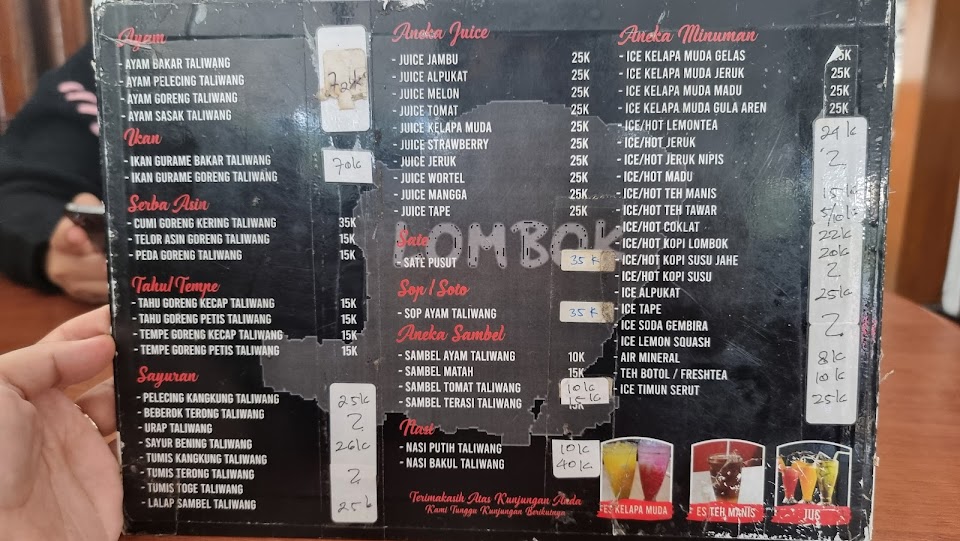 Ayam
- AYAM BAKAR TALIWANG
- AYAM PELECING TALIWANG
- AYAM GORENG TALIWANG
- AYAM SASAK TALIWANG
Ikan
- IKAN GURAME BAKAR TALIWANG 70k
- IKAN GURAME GORENG TALIWANG
Serba Asin
- CUMI GORENG KERING TALIWANG 35K
- TELOR ASIN GORENG TALIWANG 15K
- PEDA GORENG TALIWANG 15K
Tahu/Tempe
- TAHU GORENG KECAP TALIWANG 15K
- TAHU GORENG PETIS TALIWANG 15K
- TEMPE GORENG KECAP TALIWANG 15K
- TEMPE GORENG PETIS TALIWANG 15K
Sayuran
- PELECING KANGKUNG TALIWANG 25k
- BEBEROK TERONG TALIWANG
- URAP TALIWANG
- SAYUR BENING TALIWANG 26k
- TUMIS KANGKUNG TALIWANG
- TUMIS TERONG TALIWANG
- TUMIS TOGE TALIWANG
- LALAP SAMBEL TALIWANG 25k
Aneka Juice
- JUICE JAMBU 25K
- JUICE ALPUKAT 25K
- JUICE MELON 25K
- JUICE TOMAT 25K
- JUICE KELAPA MUDA 25K
- JUICE STRAWBERRY 25K
- JUICE JERUK 25K
- JUICE WORTEL 25K
- JUICE MANGGA 25K
- JUICE TAPE 25K
LOMBOK
Sate
- SATE PUSUT 35 K
Sop / Soto
- SOP AYAM TALIWANG 35 K
Aneka Sambel
- SAMBEL AYAM TALIWANG 10K
- SAMBEL MATAH 15K
- SAMBEL TOMAT TALIWANG 10k
- SAMBEL TERASI TALIWANG 15k
Nasi
- NASI PUTIH TALIWANG 10k
- NASI BAKUL TALIWANG 40k
Terimakasih Atas Kunjungan Anda
Kami Tunggu Kunjungan Berikutnya
Aneka Minuman
- ICE KELAPA MUDA GELAS 25K
- ICE KELAPA MUDA JERUK 25K
- ICE KELAPA MUDA MADU 25K
- ICE KELAPA MUDA GULA AREN 25K
- ICE/HOT LEMONTEA
- ICE/HOT JERUK
- ICE/HOT JERUK NIPIS
- ICE/HOT MADU
- ICE/HOT TEH MANIS 15k
- ICE/HOT TEH TAWAR 5/10k
- ICE/HOT COKLAT 22k
- ICE/HOT KOPI LOMBOK 20k
- ICE/HOT KOPI SUSU JAHE
- ICE/HOT KOPI SUSU
- ICE ALPUKAT 25k
- ICE TAPE
- ICE SODA GEMBIRA
- ICE LEMON SQUASH
- AIR MINERAL 8k
- TEH BOTOL / FRESHTEA 10k
- ICE TIMUN SERUT 25k
ES KELAPA MUDA
ES TEH MANIS
JUS